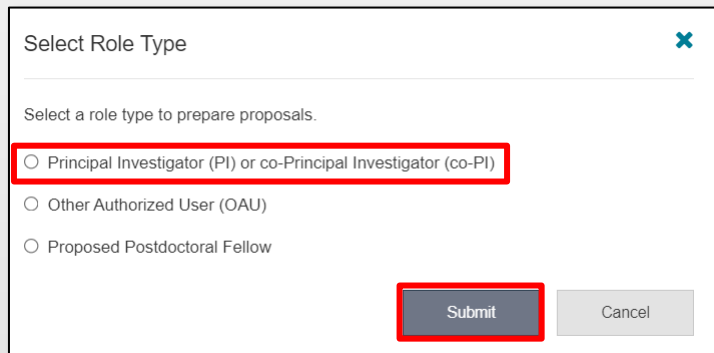 Select Role Type
Select a role type to prepare proposals.
Principal Investigator (PI) or co-Principal Investigator (co-PI)
Other Authorized User (OAU)
Proposed Postdoctoral Fellow
Submit
Cancel